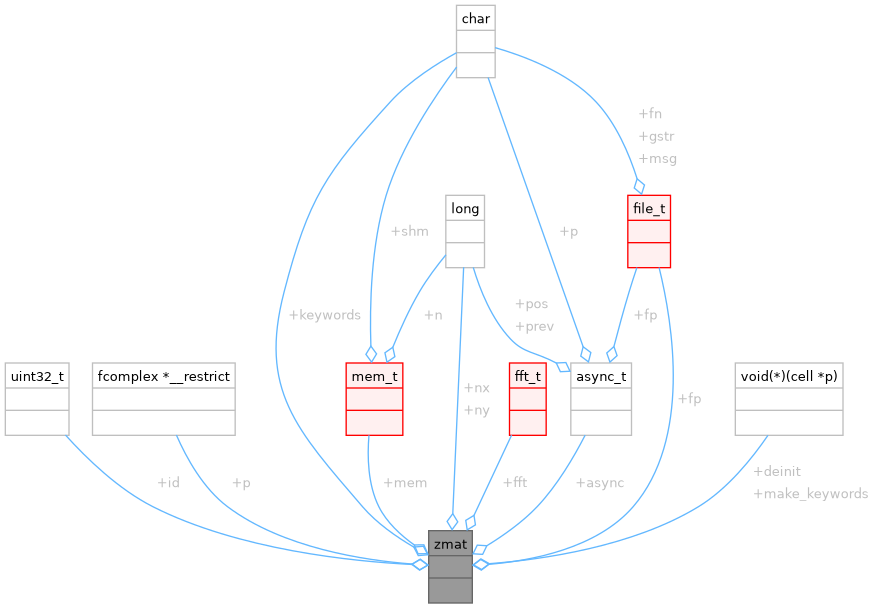 char
+fn
+gstr
+msg
long
file_t
+shm
+p
+keywords
+n
+pos
+prev
+fp
uint32_t
fcomplex *__restrict
mem_t
fft_t
async_t
void(*)(cell *p)
+nx
+ny
+fp
+id
+p
+mem
+fft
+async
+deinit
+make_keywords
zmat